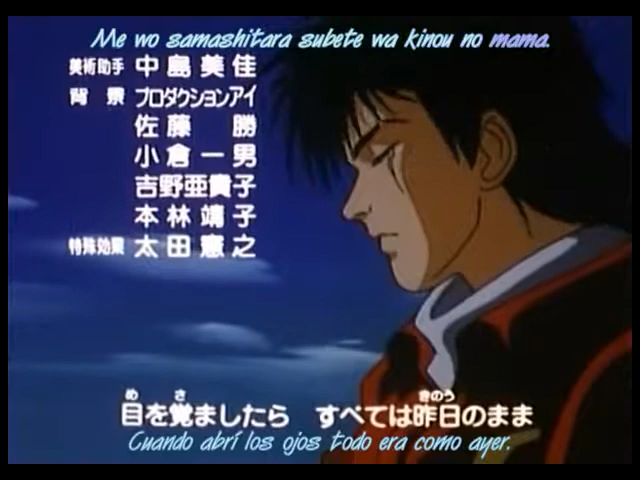 Me wo samashitara subete wa kinou no mama.
美術助手 中島美佳
背景 プロダクションアイ
佐藤 勝
小倉一男
吉野亜貴子
本林靖子
特殊効果 太田憲之
め さ きのう
目を覚ましたら すべては昨日のまま
Cuando abrí los ojos todo era como ayer.